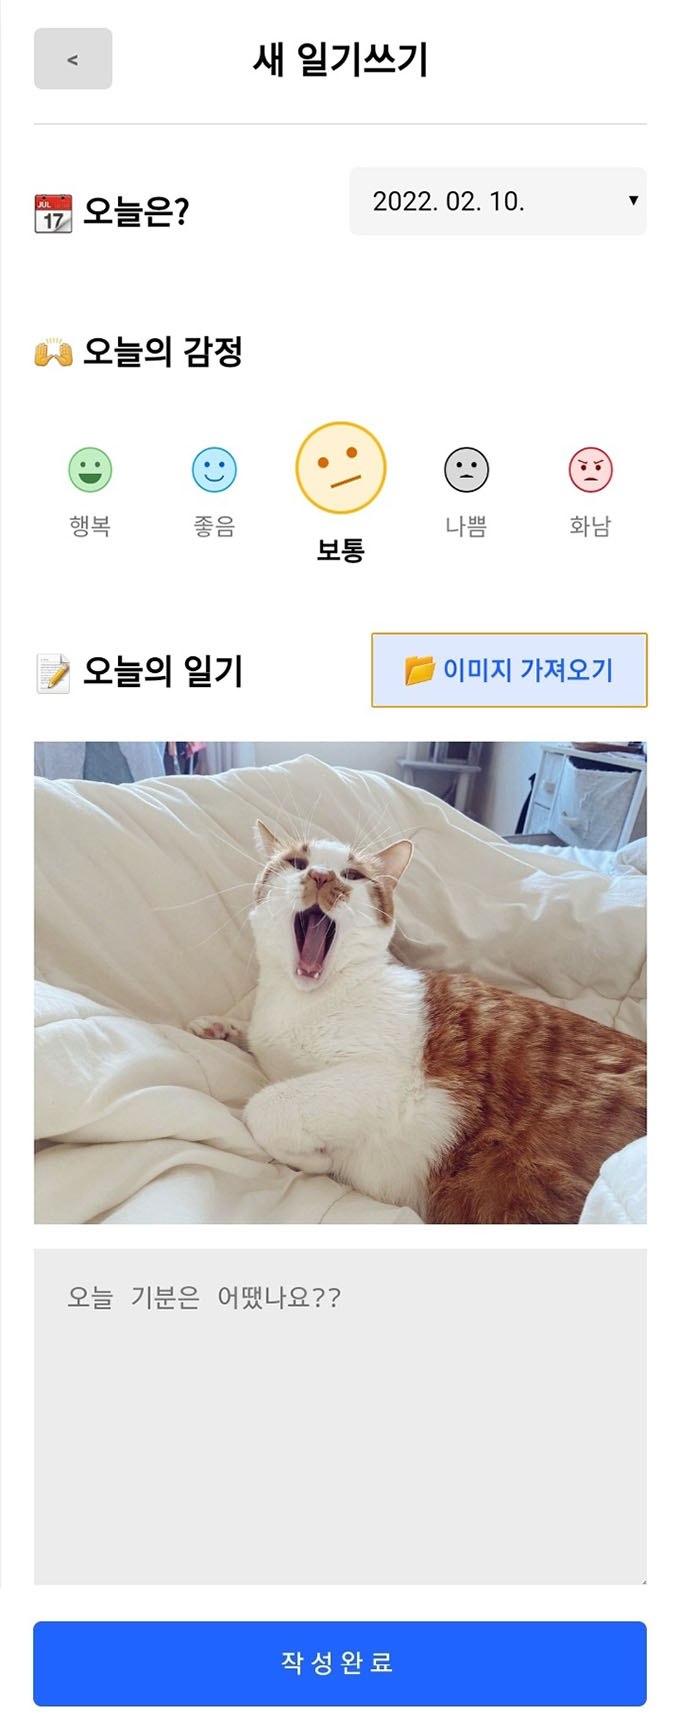 <
새 일기쓰기
JUL
17
오늘은?
2022. 02. 10.
오늘의 감정
행복
좋음
보통
나쁨
화남
오늘의 일기
이미지 가져오기
오늘 기분은 어땠나요??
작성완료